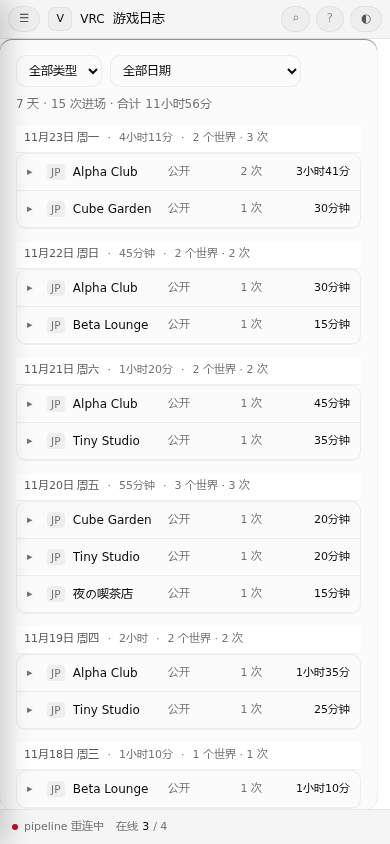 ☰ V VRC 游戏日志 ⌕ ? ◐
全部类型 全部日期
7 天 · 15 次进场 · 合计 11小时56分
11月23日 周一 · 4小时11分 · 2 个世界 · 3 次
▸ JP Alpha Club 公开 2 次 3小时41分
▸ JP Cube Garden 公开 1 次 30分钟
11月22日 周日 · 45分钟 · 2 个世界 · 2 次
▸ JP Alpha Club 公开 1 次 30分钟
▸ JP Beta Lounge 公开 1 次 15分钟
11月21日 周六 · 1小时20分 · 2 个世界 · 2 次
▸ JP Alpha Club 公开 1 次 45分钟
▸ JP Tiny Studio 公开 1 次 35分钟
11月20日 周五 · 55分钟 · 3 个世界 · 3 次
▸ JP Cube Garden 公开 1 次 20分钟
▸ JP Tiny Studio 公开 1 次 20分钟
▸ JP 夜の喫茶店 公开 1 次 15分钟
11月19日 周四 · 2小时 · 2 个世界 · 2 次
▸ JP Alpha Club 公开 1 次 1小时35分
▸ JP Tiny Studio 公开 1 次 25分钟
11月18日 周三 · 1小时10分 · 1 个世界 · 1 次
▸ JP Beta Lounge 公开 1 次 1小时10分
pipeline 重连中 在线 3 / 4